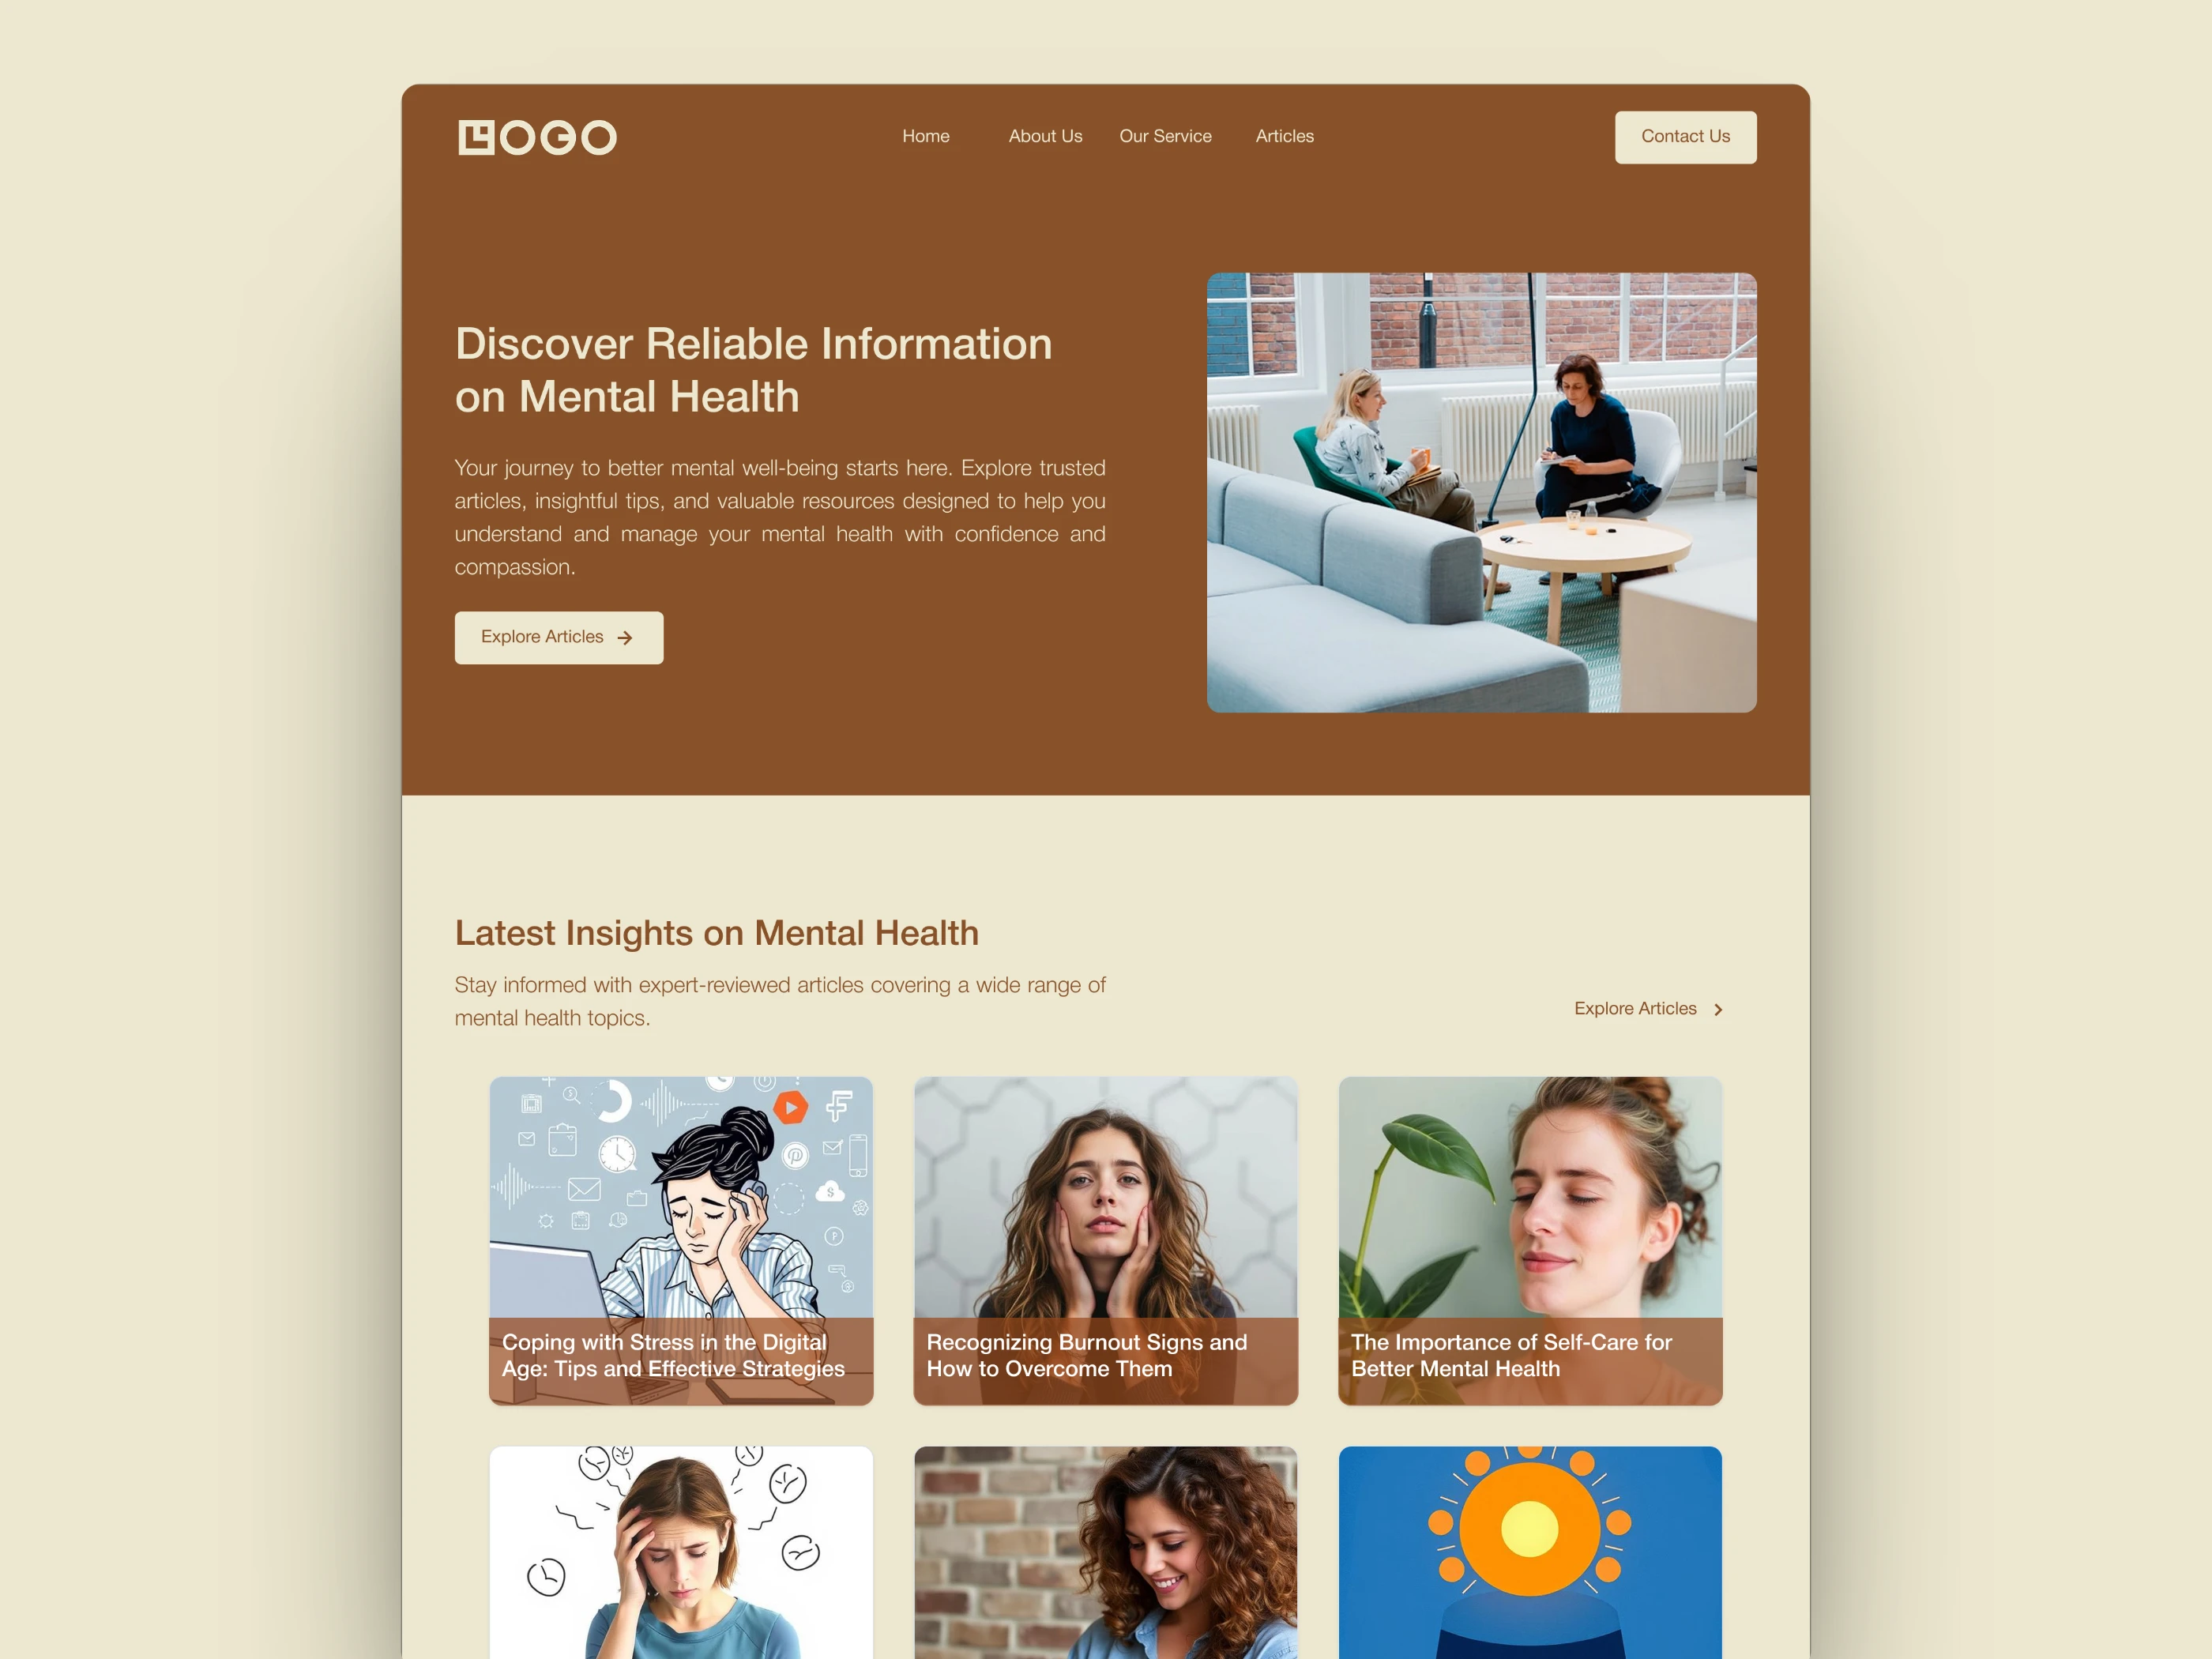 LOGO
Home About Us Our Service Articles
Contact Us
Discover Reliable Information
on Mental Health
Your journey to better mental well-being starts here. Explore trusted
articles, insightful tips, and valuable resources designed to help you
understand and manage your mental health with confidence and
compassion.
Explore Articles
Latest Insights on Mental Health
Stay informed with expert-reviewed articles covering a wide range of
mental health topics.
Explore Articles
Coping with Stress in the Digital
Age: Tips and Effective Strategies
Recognizing Burnout Signs and
How to Overcome Them
The Importance of Self-Care for
Better Mental Health